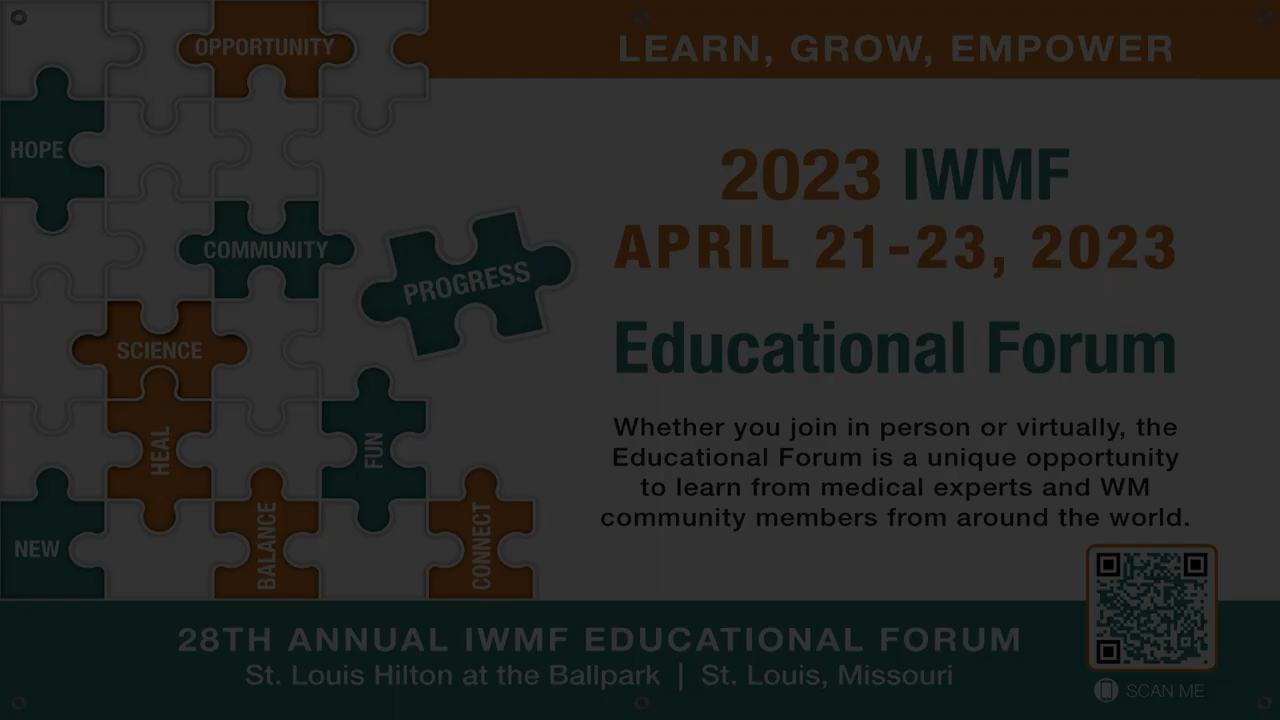 LEARN, GROW, EMPOWER
OPPORTUNITY
HOPE
COMMUNITY
PROGRESS
SCIENCE
HEAL
FUN
NEW
BALANCE
CONNECT
2023 IWMF
APRIL 21-23, 2023
Educational Forum
Whether you join in person or virtually, the
Educational Forum is a unique opportunity
to learn from medical experts and WM
community members from around the world.
28TH ANNUAL IWMF EDUCATIONAL FORUM
St. Louis Hilton at the Ballpark | St. Louis, Missouri
SCAN ME